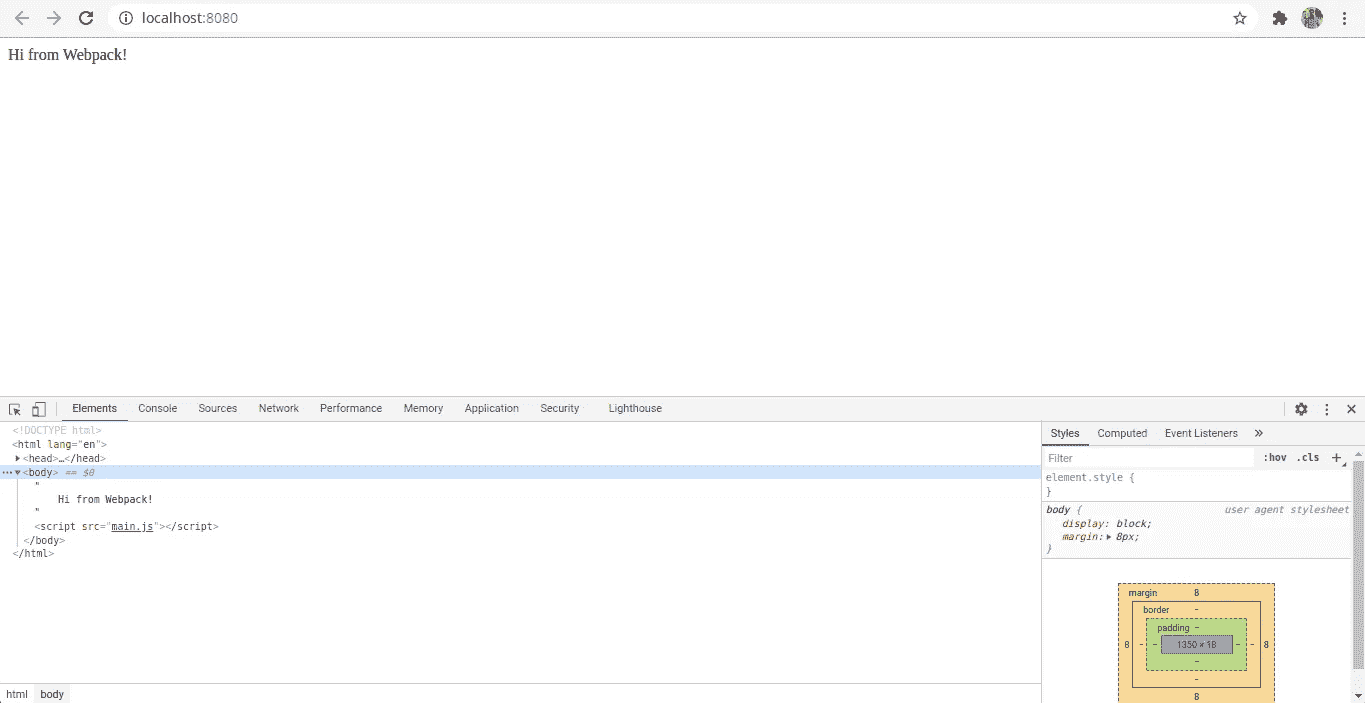 localhost:8080
Hi from Webpack!
Elements Console Sources Network Performance Memory Application Security Lighthouse
<!DOCTYPE html>
<html lang="en">
<head>…</head>
<body> == $0
"
Hi from Webpack!
"
<script src="main.js"></script>
</body>
</html>
html body
Styles Computed Event Listeners »
Filter :hov .cls +
element.style {
}
body { user agent stylesheet
display: block;
margin: 8px;
}
margin 8
border -
padding -
8 - - 1350 × 18 - - 8
-
-
8